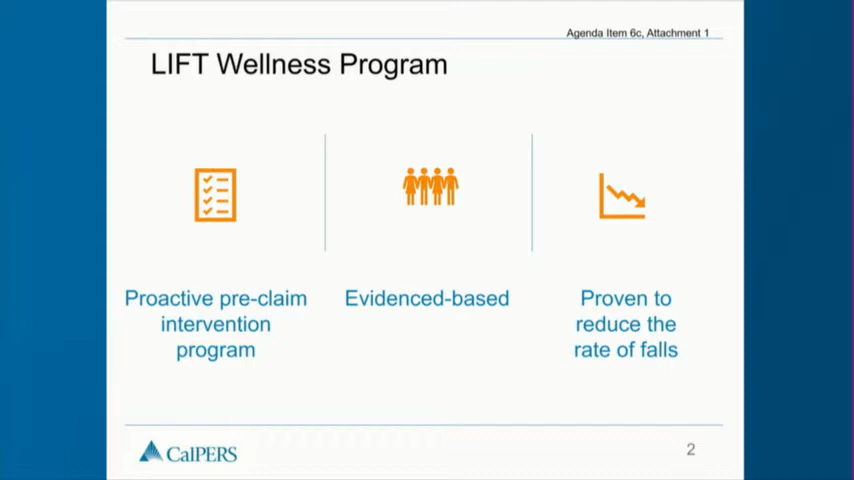 Agenda Item 6c, Attachment 1
LIFT Wellness Program
Proactive pre-claim
intervention
program
Evidenced-based
Proven to
reduce the
rate of falls
CalPERS
2